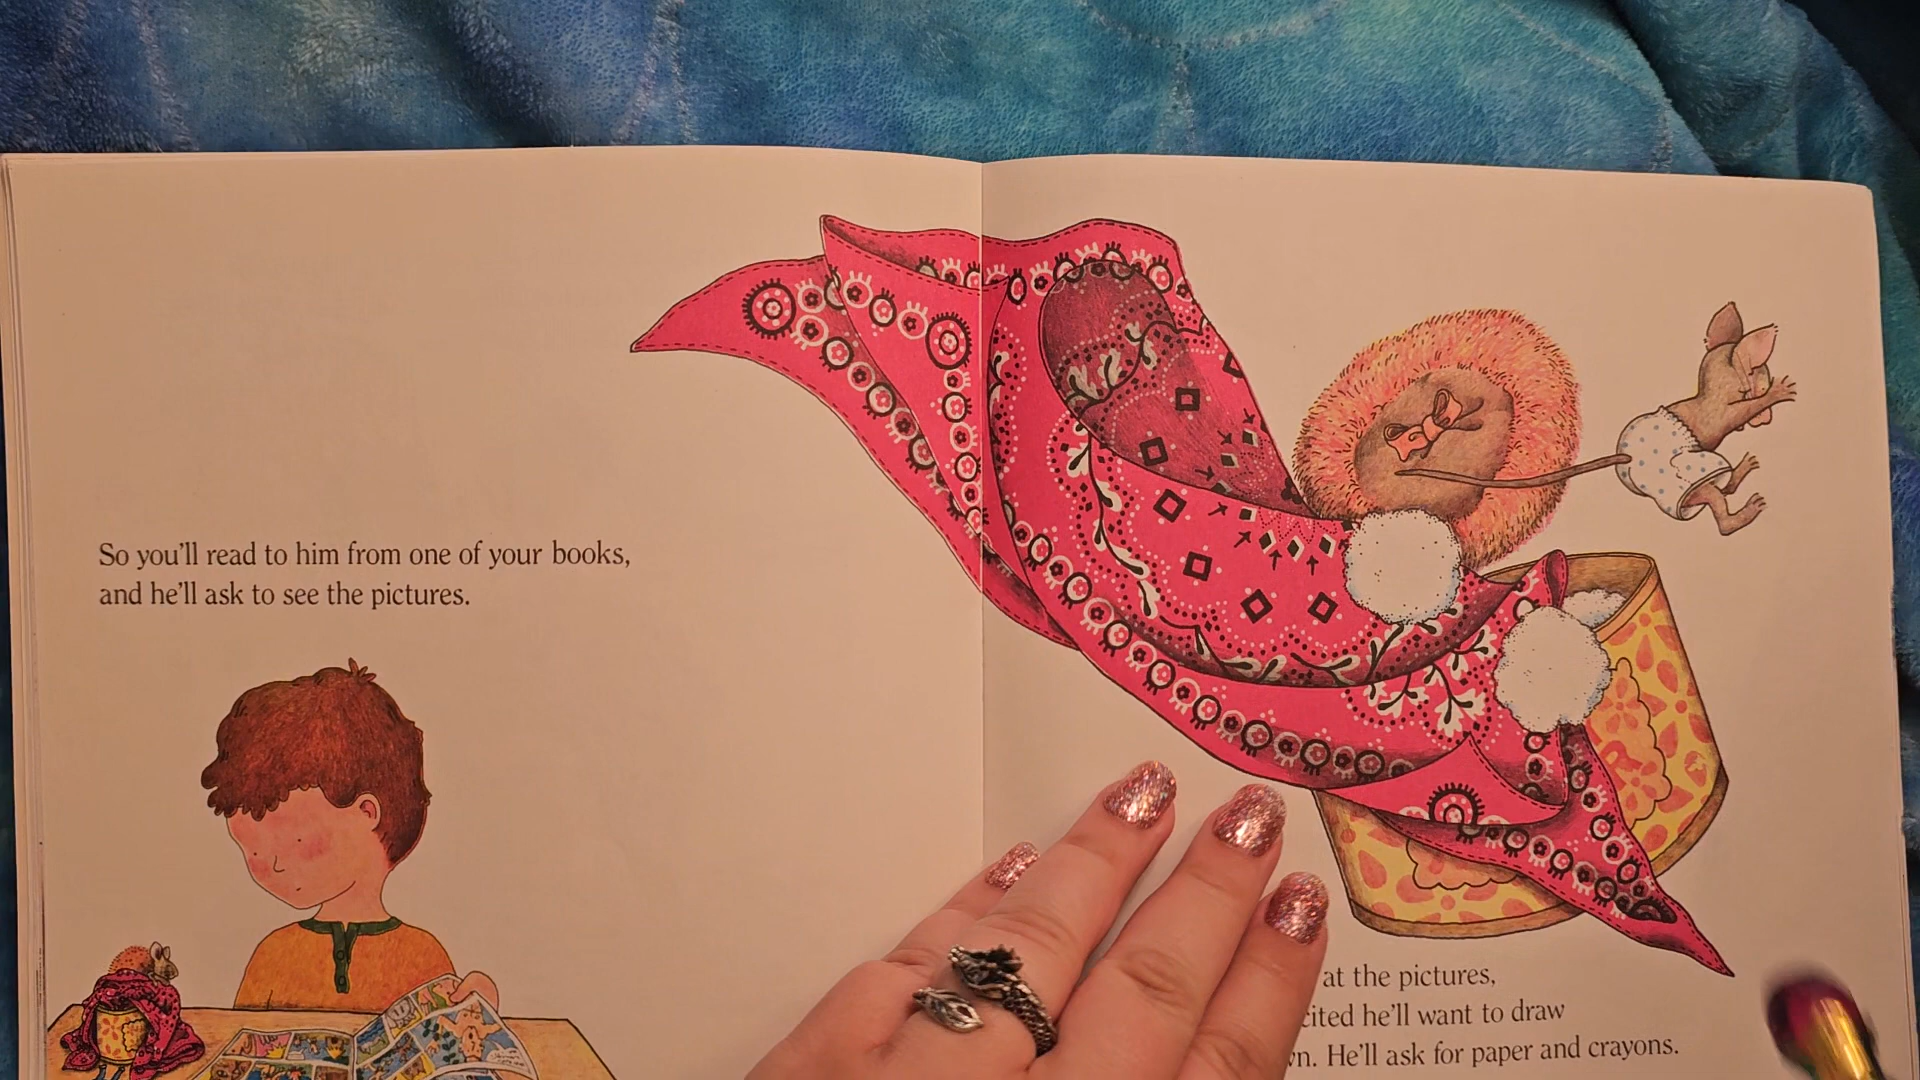 So you'll read to him from one of your books,
and he'll ask to see the pictures.
at the pictures,
he'll want to draw
He'll ask for paper and crayons.